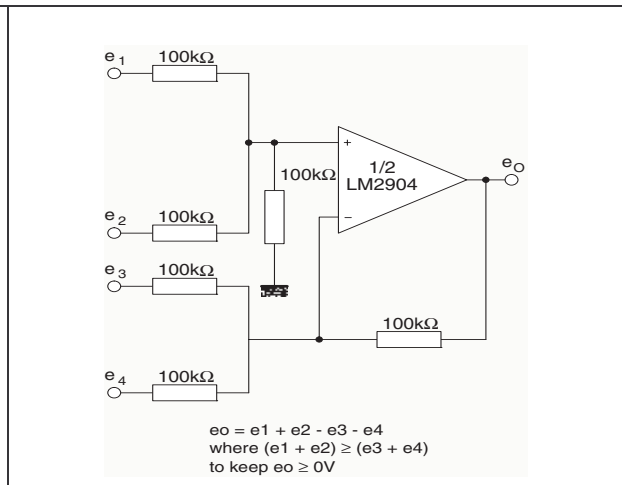 e1
100kΩ
+
1/2
LM2904
100kΩ
eO
e2
100kΩ
–
e3
100kΩ
100kΩ
e4
100kΩ
eo = e1 + e2 - e3 - e4
where (e1 + e2) ≥ (e3 + e4)
to keep eo ≥ 0V